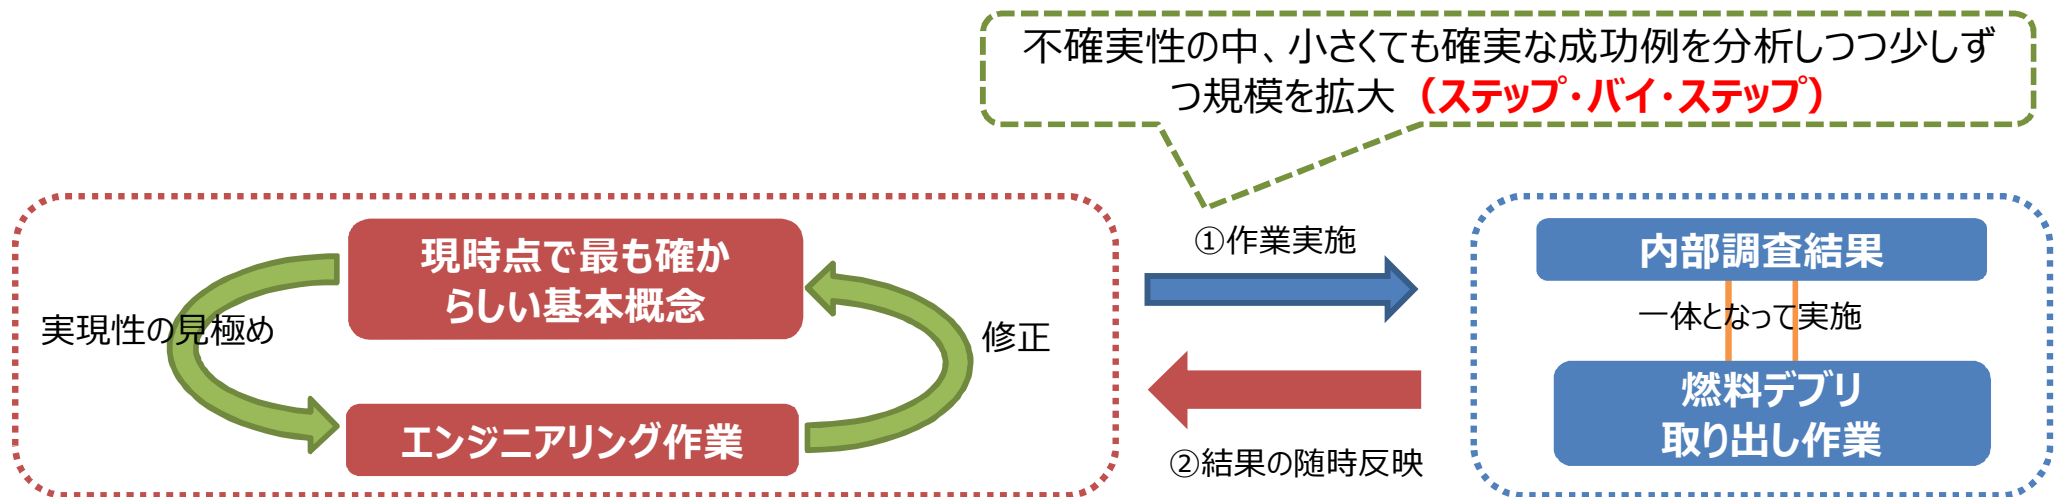 不確実性の中、小さくても確実な成功例を分析しつつ少しず
つ規模を拡大（ステップ・バイ・ステップ）
現時点で最も確か
らしい基本概念
実現性の見極め
修正
エンジニアリング作業
①作業実施
②結果の随時反映
内部調査結果
一体となって実施
燃料デブリ
取り出し作業